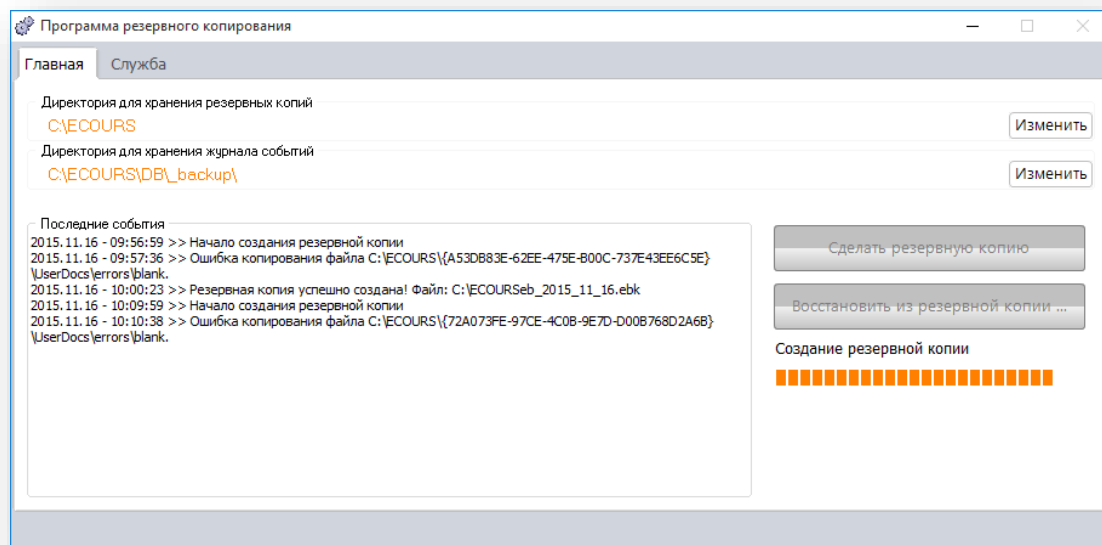 Программа резервного копирования
Главная
Служба
Директория для хранения резервных копий
C:\ECOURS
Изменить
Директория для хранения журнала событий
C:\ECOURS\DB\_backup\
Изменить
Последние события
2015.11.16 - 09:56:59 >> Начало создания резервной копии
2015.11.16 - 09:57:36 >> Ошибка копирования файла C:\ECOURS\{A53DB83E-62EE-475E-B00C-737E43EE6C5E}
\UserDocs\errors\blank.
2015.11.16 - 10:00:23 >> Резервная копия успешно создана! Файл: C:\ECOURSeb_2015_11_16.ebk
2015.11.16 - 10:09:59 >> Начало создания резервной копии
2015.11.16 - 10:10:38 >> Ошибка копирования файла C:\ECOURS\{72A073FE-97CE-4C0B-9E7D-D00B768D2A6B}
\UserDocs\errors\blank.
Сделать резервную копию
Восстановить из резервной копии ...
Создание резервной копии